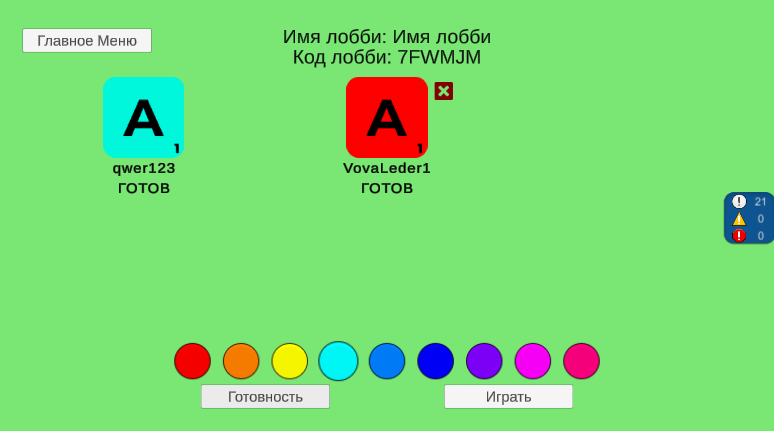 Главное Меню
Имя лобби: Имя лобби
Код лобби: 7FWMJM
A
1
A
1
qwer123
VovaLeder1
ГОТОВ
ГОТОВ
21
0
0
Готовность
Играть